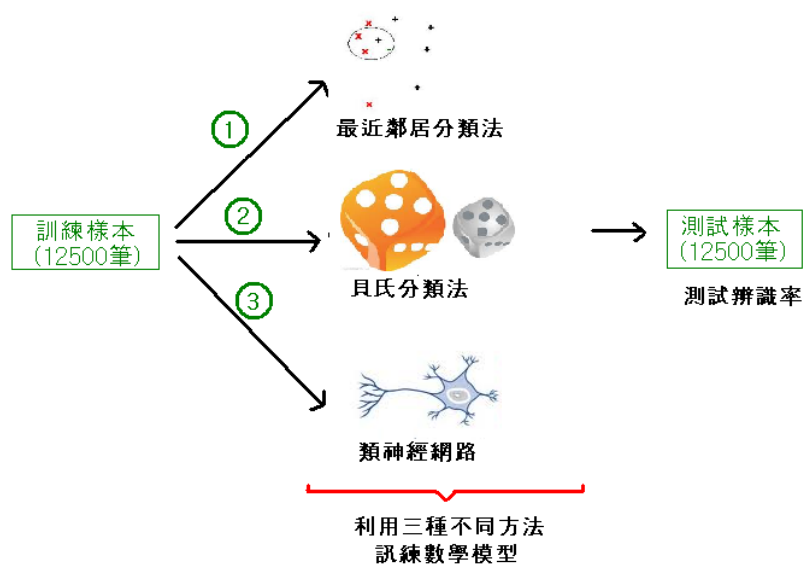 ①
最近鄰居分類法
訓練樣本
(12500筆)
②
貝氏分類法
測試樣本
(12500筆)
測試辨識率
③
類神經網路
利用三種不同方法
訊練數學模型